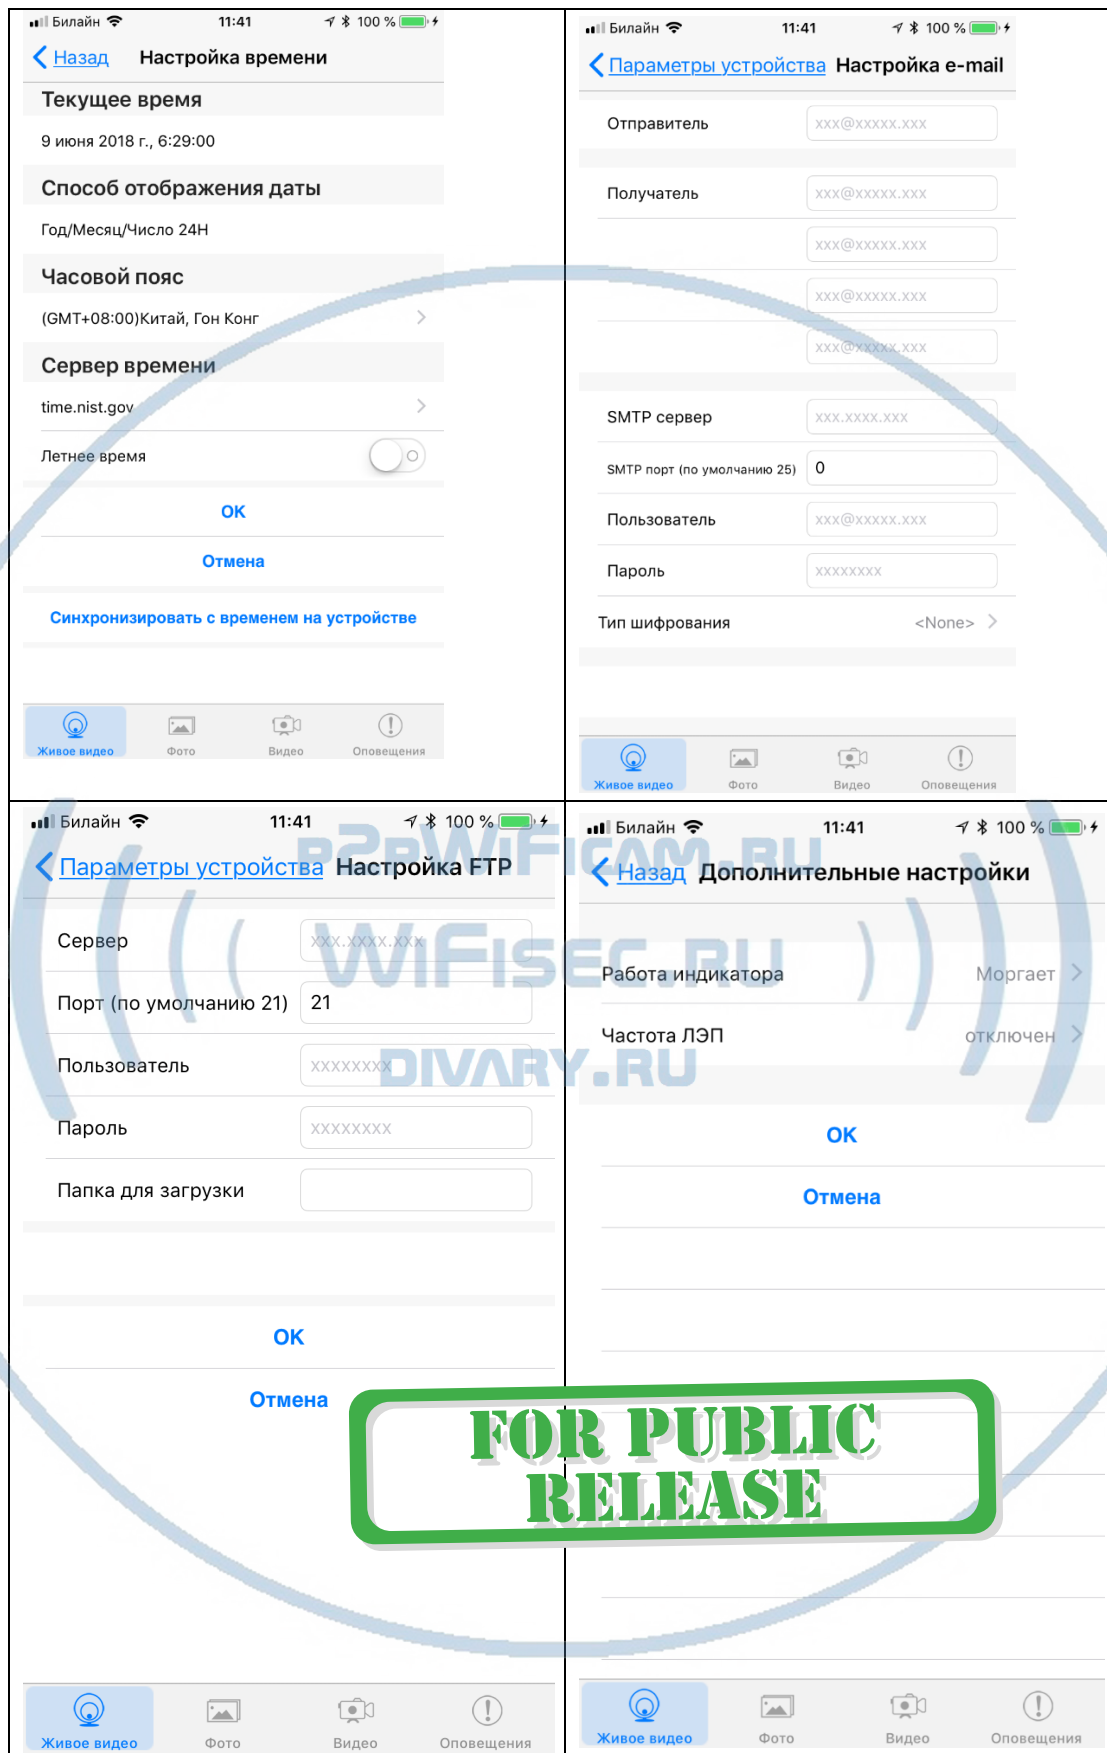 Билайн 11:41 100 %
Назад Настройка времени
Текущее время
9 июня 2018 г., 6:29:00
Способ отображения даты
Год/Месяц/Число 24H
Часовой пояс
(GMT+08:00)Китай, Гон Конг
Сервер времени
time.nist.gov
Летнее время
OK
Отмена
Синхронизировать с временем на устройстве
Живое видео Фото Видео Оповещения
Билайн 11:41 100 %
Параметры устройства Настройка e-mail
Отправитель xxx@xxxxx.xxx
Получатель xxx@xxxxx.xxx
xxx@xxxxx.xxx
xxx@xxxxx.xxx
xxx@xxxxx.xxx
SMTP сервер xxx.xxxx.xxx
SMTP порт (по умолчанию 25) 0
Пользователь xxx@xxxxx.xxx
Пароль xxxxxxxx
Тип шифрования <None>
Живое видео Фото Видео Оповещения
Билайн 11:41 100 %
Параметры устройства Настройка FTP
Сервер xxx.xxxx.xxx
Порт (по умолчанию 21) 21
Пользователь xxxxxxxx
Пароль xxxxxxxx
Папка для загрузки
OK
Отмена
Живое видео Фото Видео Оповещения
Билайн 11:41 100 %
Назад Дополнительные настройки
Работа индикатора Моргает
Частота ЛЭП отключен
OK
Отмена
Живое видео Фото Видео Оповещения
P2PWIFICAM.RU
WIFISEC.RU
DIVARY.RU
FOR PUBLIC
RELEASE